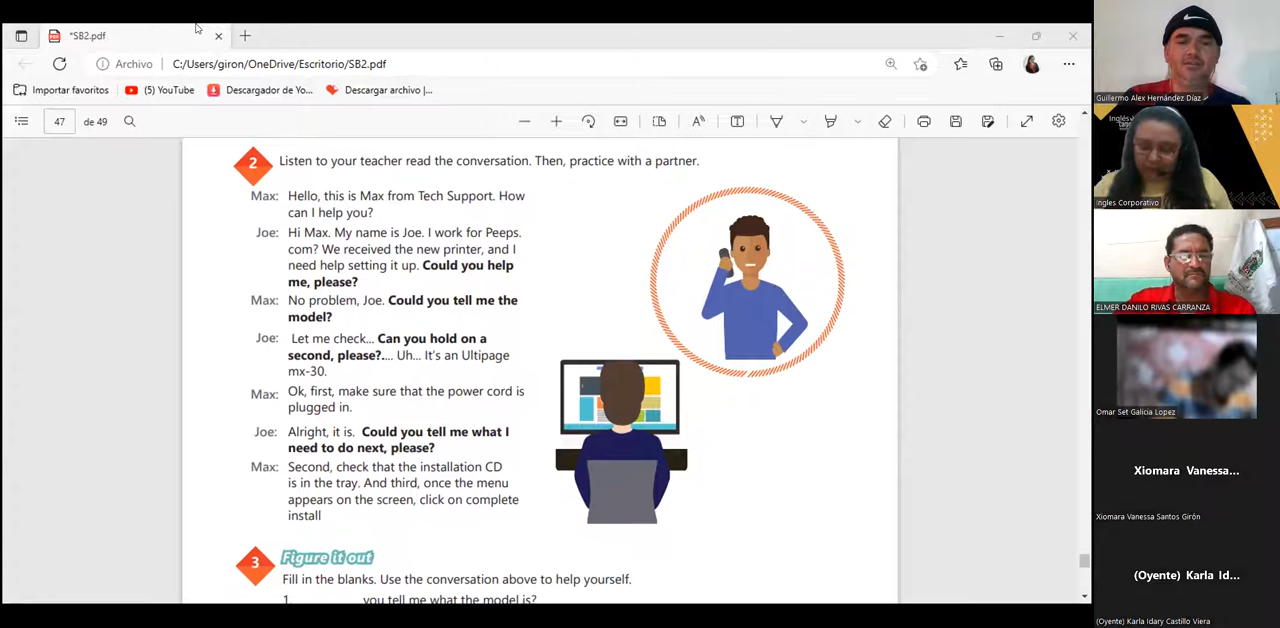 *SB2.pdf
Archivo
C:/Users/giron/OneDrive/Escritorio/SB2.pdf
Importar favoritos
(5) YouTube
Descargador de Yo...
Descargar archivo |...
47
de 49
2
Listen to your teacher read the conversation. Then, practice with a partner.
Max: Hello, this is Max from Tech Support. How
can I help you?
Joe: Hi Max. My name is Joe. I work for Peeps.
com? We received the new printer, and I
need help setting it up. Could you help
me, please?
Max: No problem, Joe. Could you tell me the
model?
Joe: Let me check... Can you hold on a
second, please?.... Uh... It's an Ultipage
mx-30.
Max: Ok, first, make sure that the power cord is
plugged in.
Joe: Alright, it is. Could you tell me what I
need to do next, please?
Max: Second, check that the installation CD
is in the tray. And third, once the menu
appears on the screen, click on complete
install
3
Figure it out
Fill in the blanks. Use the conversation above to help yourself.
1. ________ you tell me what the model is?
Guillermo Alex Hernández Díaz
Inglés
Ingles Corporativo
ELMER DANILO RIVAS CARRANZA
Omar Set Galicia Lopez
Xiomara Vanessa...
Xiomara Vanessa Santos Girón
(Oyente) Karla Id...
(Oyente) Karla Idary Castillo Viera